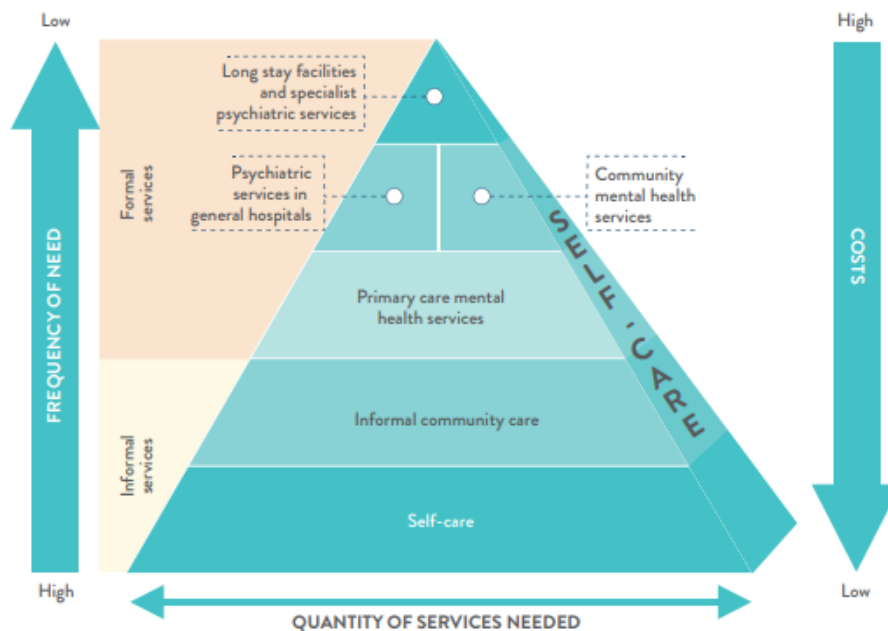 Low
High
Long stay facilities
and specialist
psychiatric services
Psychiatric
services in
general hospitals
Community
mental health
services
Formal
services
FREQUENCY OF NEED
SELF-CARE
COSTS
Primary care mental
health services
Informal community care
Informal
services
Self-care
High
Low
QUANTITY OF SERVICES NEEDED